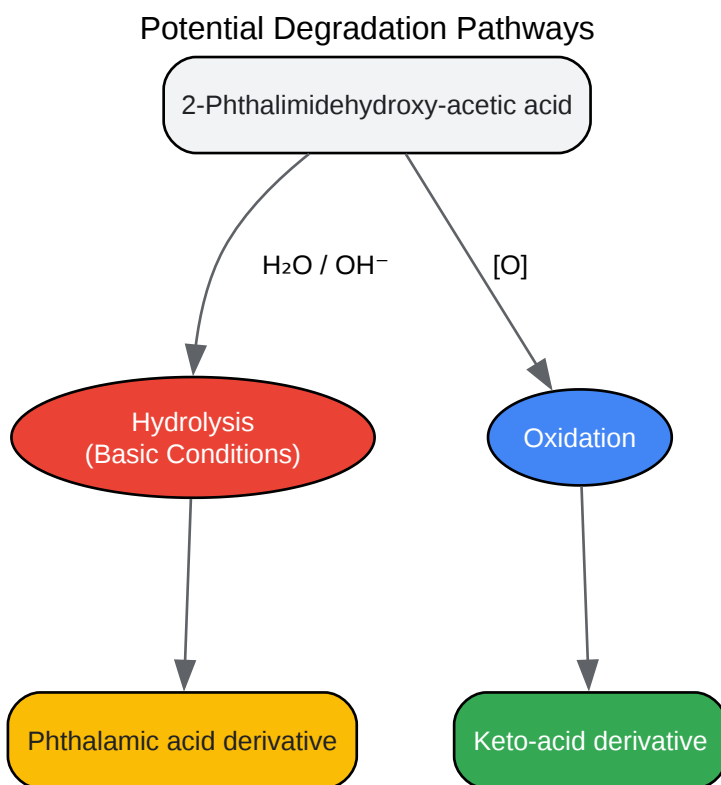 Potential Degradation Pathways
2-Phthalimidehydroxy-acetic acid
H₂O / OH⁻
[O]
Hydrolysis
(Basic Conditions)
Oxidation
Phthalamic acid derivative
Keto-acid derivative